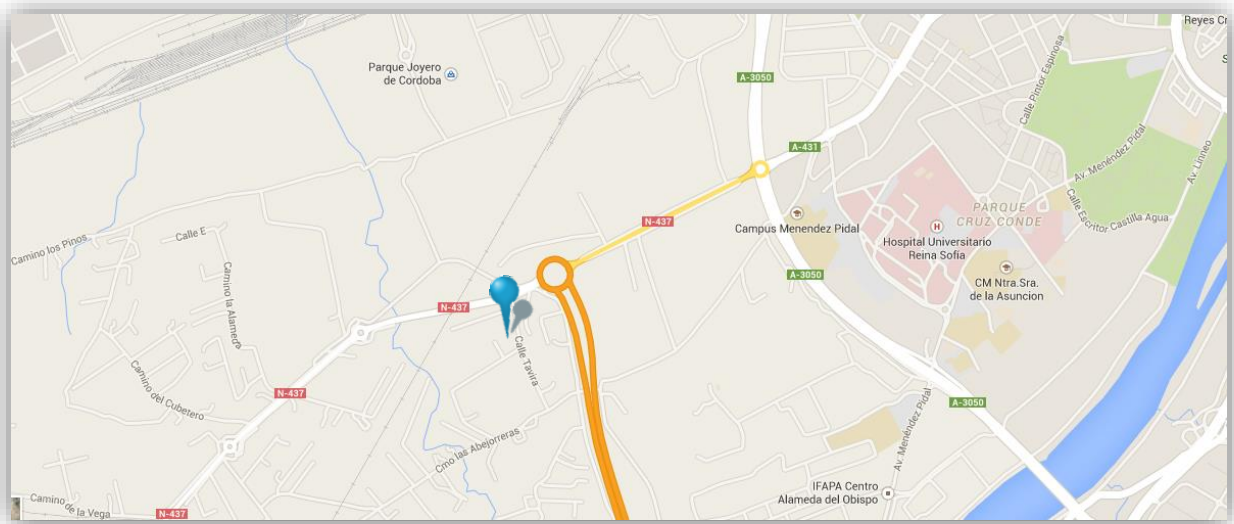 Reyes
Parque Joyero
de Cordoba
A-3050
Calle Pintor Espinosa
A-431
Av. Menéndez Pidal
Av. Linneo
Calle Escritor Castilla Agua
PARQUE
CRUZ CONDE
N-437
Campus Menendez Pidal
Hospital Universitario
Reina Sofía
H
Calle E
Camino los Pinos
Camino la Alameda
A-3050
CM Ntra.Sra.
de la Asuncion
N-437
Calle Tavira
Camino del Cubetero
N-437
A-3050
Av. Menéndez Pidal
Cmo las Abejorreras
IFAPA Centro
Alameda del Obispo
Camino de la Vega
N-437